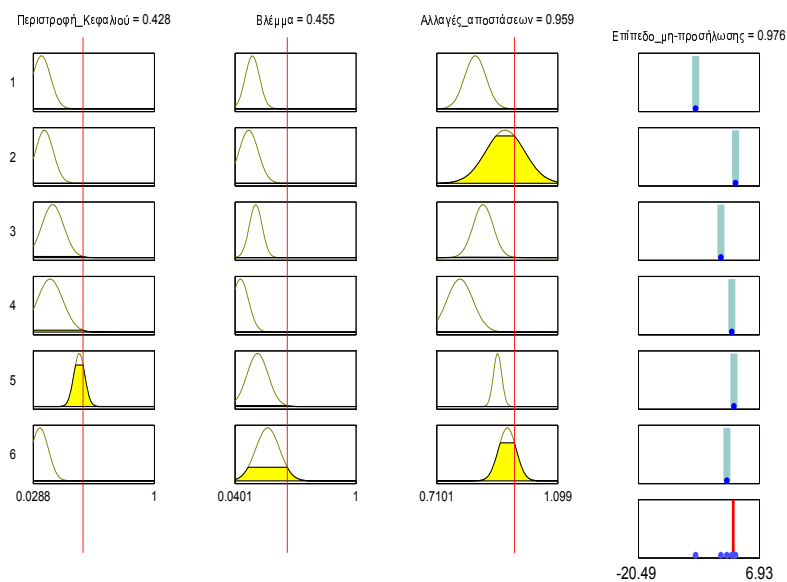 Περιστροφή_Κεφαλιού = 0.428
Βλέμμα = 0.455
Αλλαγές_αποστάσεων = 0.959
Επίπεδο_μη-προσήλωσης = 0.976
1
2
3
4
5
6
0.0288 1
0.0401 1
0.7101 1.099
-20.49 6.93